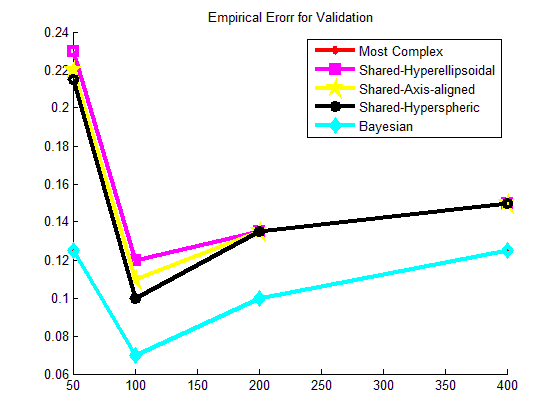 Empirical Erorr for Validation
0.24
0.22
0.2
0.18
0.16
0.14
0.12
0.1
0.08
0.06
50 100 150 200 250 300 350 400
Most Complex
Shared-Hyperellipsoidal
Shared-Axis-aligned
Shared-Hyperspheric
Bayesian